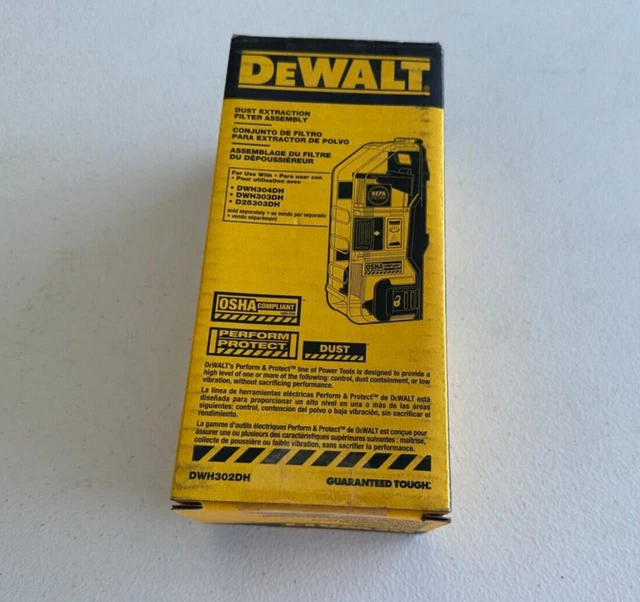 DEWALT
DUST EXTRACTION
FILTER ASSEMBLY
CONJUNTO DE FILTRO
PARA EXTRACTOR DE POLVO
ASSEMBLAGE DU FILTRE
DU DÉPOUSSIÉREUR
For Use With • Para usar con
• Pour utilisation avec
• DWH304DH
• DWH303DH
• D25303DH
sold separately • se vende por separado
• vendu séparément
HEPA
OSHA COMPLIANT
OSHA COMPLIANT
PERFORM
PROTECT
DUST
DEWALT's Perform & Protect™ line of Power Tools is designed to provide a
high level of one or more of the following: control, dust containment, or low
vibration, without sacrificing performance.
La línea de herramientas eléctricas Perform & Protect™ de DEWALT está
diseñada para proporcionar un alto nivel en una o más de las áreas
siguientes: control, contención del polvo o baja vibración, sin sacrificar el
rendimiento.
La gamme d'outils électriques Perform & Protect™ de DEWALT est conçus pour
assurer une ou plusieurs des caractéristiques supérieures suivantes : maîtrise,
collecte de poussière ou faible vibration, sans sacrifier la performance.
DWH302DH
GUARANTEED TOUGH.